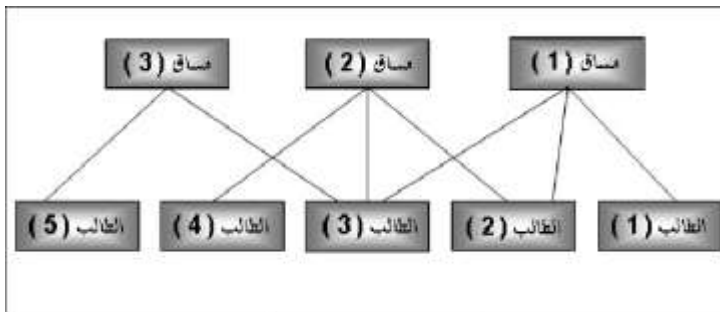 مساق ( 1 )
مساق ( 2 )
مساق ( 3 )
الطالب ( 1 )
الطالب ( 2 )
الطالب ( 3 )
الطالب ( 4 )
الطالب ( 5 )